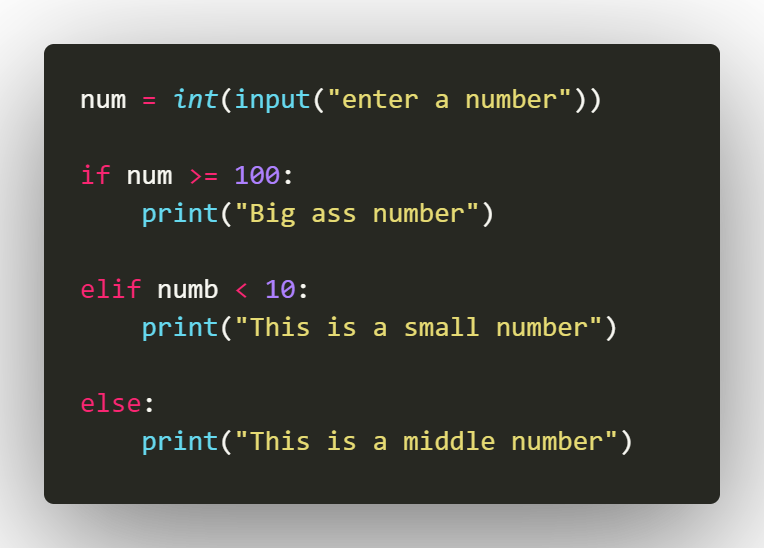 num = int(input("enter a number"))
if num >= 100:
    print("Big ass number")
elif numb < 10:
    print("This is a small number")
else:
    print("This is a middle number")